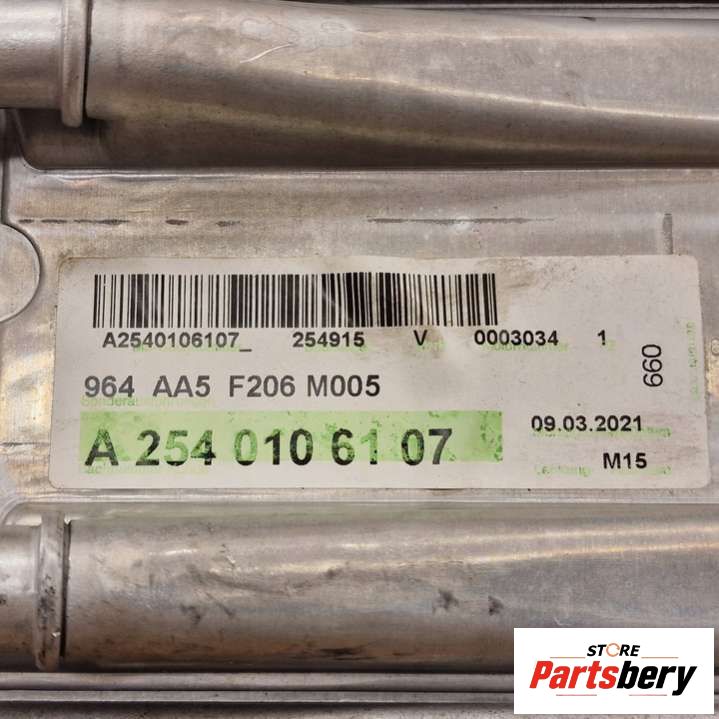 A2540106107_ 254915 V 0003034 1
964 AA5 F206 M005
A 254 010 61 07
09.03.2021
M15
660
STORE
Partsbery